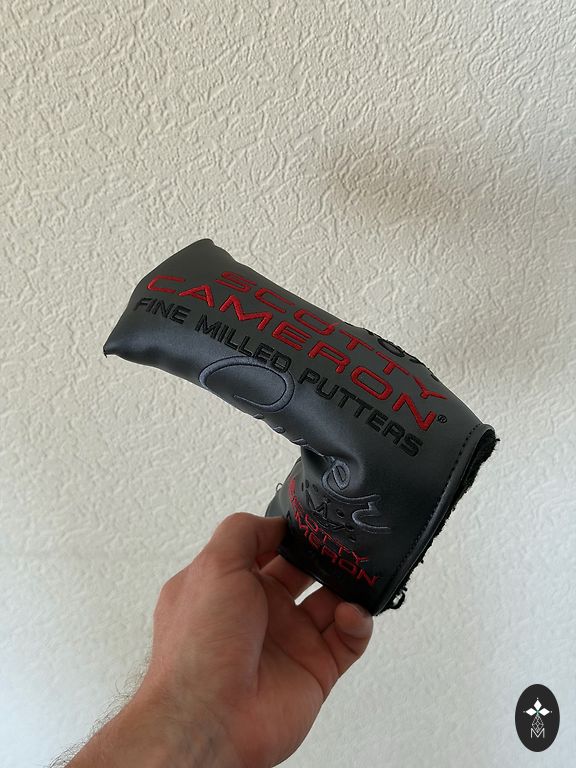 SCOTTY
CAMERON®
FINE MILLED PUTTERS
SCOTTY
CAMERON
M